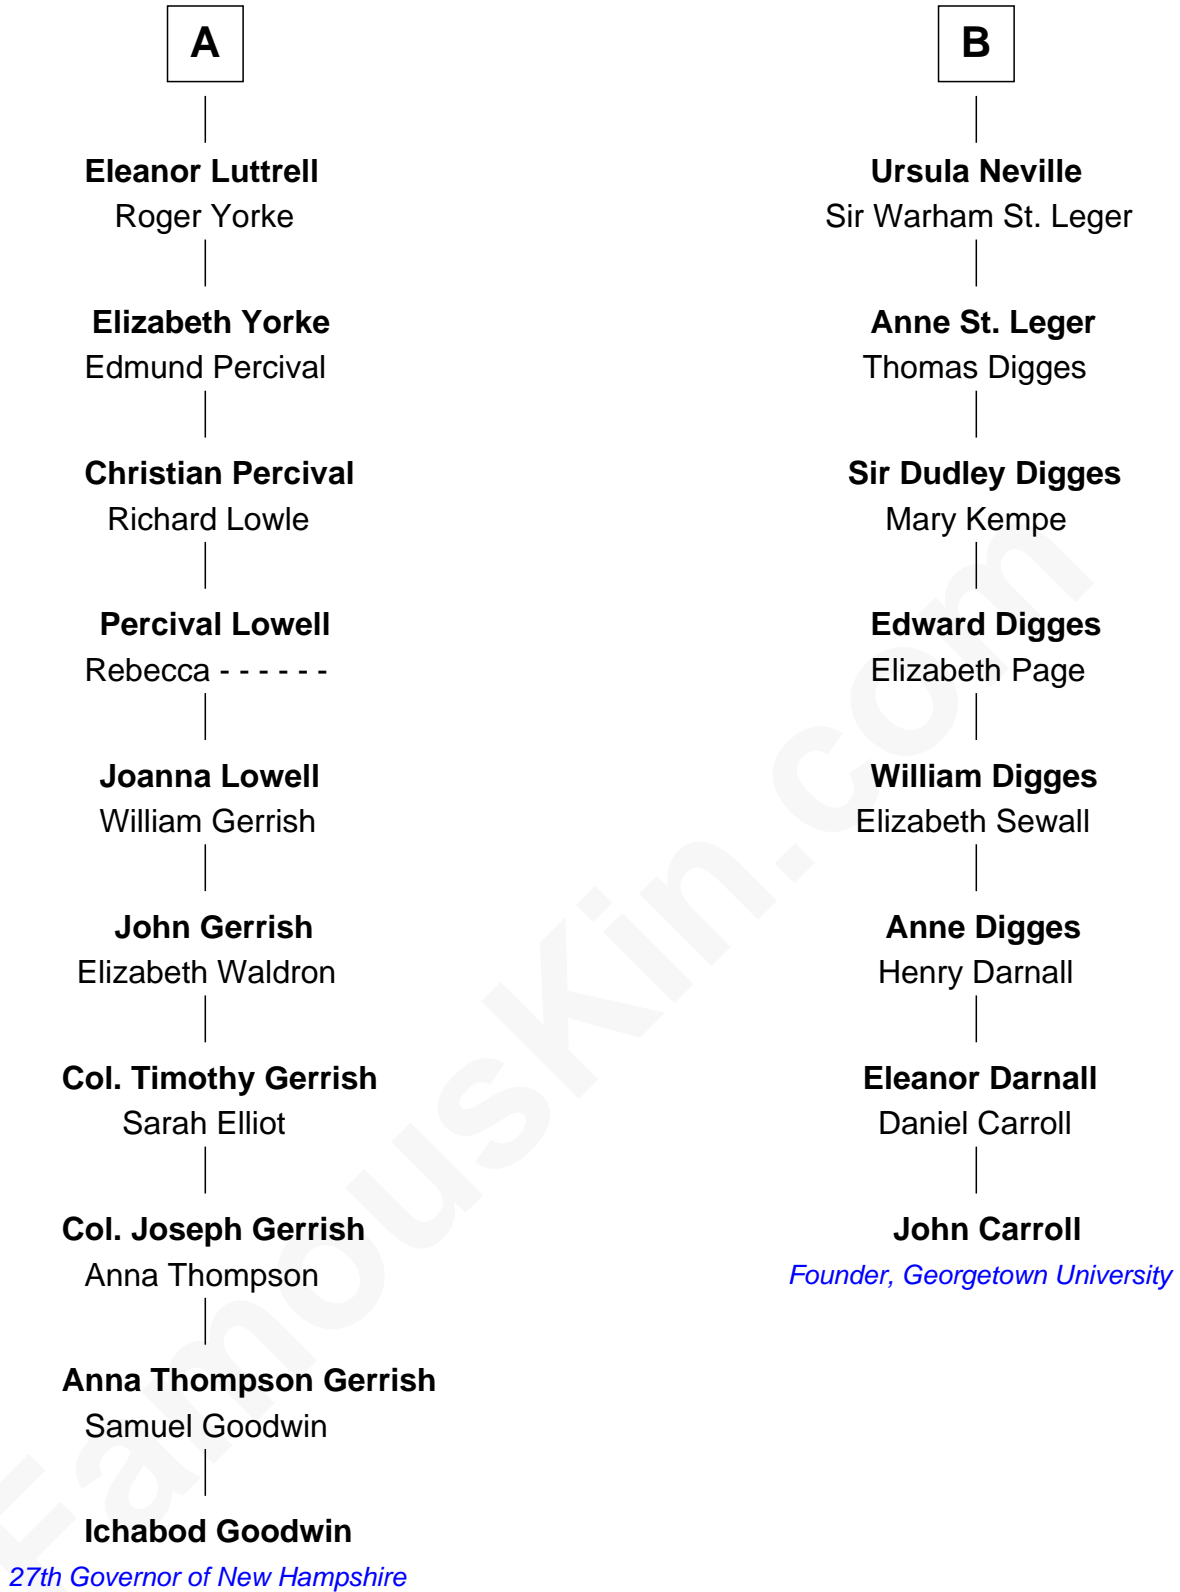 A
Eleanor Luttrell
Roger Yorke
Elizabeth Yorke
Edmund Percival
Christian Percival
Richard Lowle
Percival Lowell
Rebecca - - - - - -
Joanna Lowell
William Gerrish
John Gerrish
Elizabeth Waldron
Col. Timothy Gerrish
Sarah Elliot
Col. Joseph Gerrish
Anna Thompson
Anna Thompson Gerrish
Samuel Goodwin
Ichabod Goodwin
27th Governor of New Hampshire
B
Ursula Neville
Sir Warham St. Leger
Anne St. Leger
Thomas Digges
Sir Dudley Digges
Mary Kempe
Edward Digges
Elizabeth Page
William Digges
Elizabeth Sewall
Anne Digges
Henry Darnall
Eleanor Darnall
Daniel Carroll
John Carroll
Founder, Georgetown University
FamousKin.com